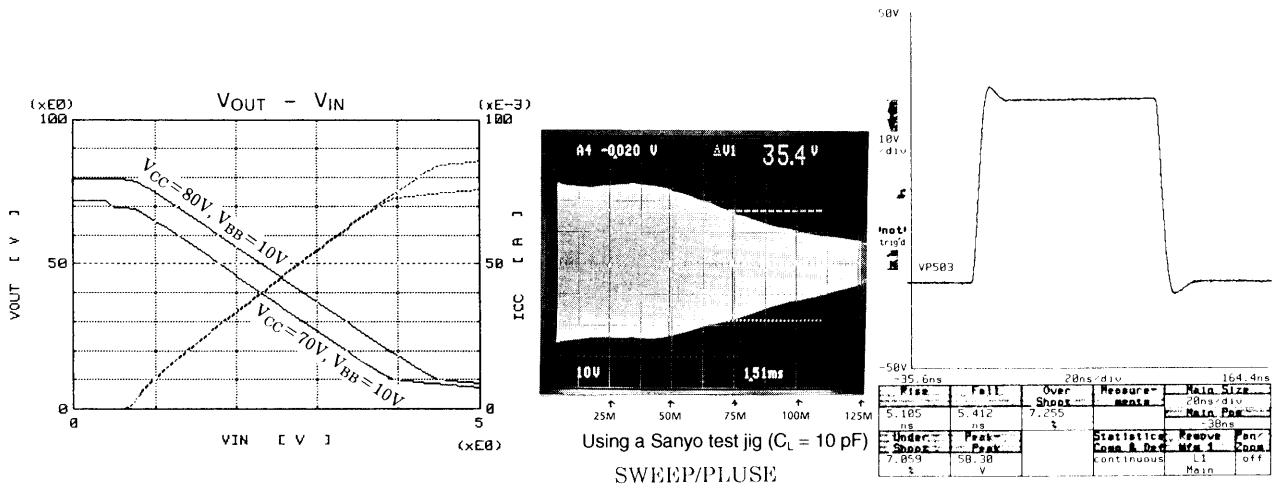 VOUT – VIN
(×E0)
(×E-3)
100
50
0
VOUT [ V ]
100
50
0
ICC [ A ]
VCC=80V, VBB=10V
VCC=70V, VBB=10V
0
5
VIN [ V ]
(×E0)
A4 -0.020 V
ΔV1 35.4 V
10V
1.51ms
25M 50M 75M 100M 125M
Using a Sanyo test jig (CL = 10 pF)
SWEEP/PLUSE
50V
10V
/div
trig'd
VP503
-50V
-35.6ns
20ns/div
164.4ns
Rise
5.105
ns
Fall
5.412
ns
Over
Shoot
7.255
%
Measure-
ments
Main Size
20ns/div
Main Pos
-38ns
Under
Shoot
7.059
%
Peak-
Peak
58.30
V
Statistics
Comp & Def
continuous
Remove
Wfm 1
L1
Main
Pan/
Zoom
off